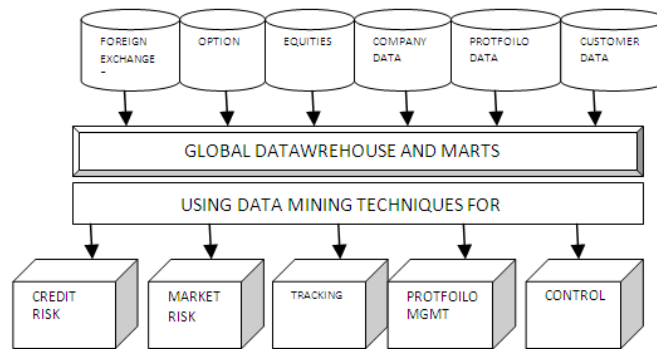 FOREIGN
EXCHANGE
–
OPTION
EQUITIES
COMPANY
DATA
PROTFOILO
DATA
CUSTOMER
DATA
GLOBAL DATAWREHOUSE AND MARTS
USING DATA MINING TECHNIQUES FOR
CREDIT
RISK
MARKET
RISK
TRACKING
PROTFOILO
MGMT
CONTROL